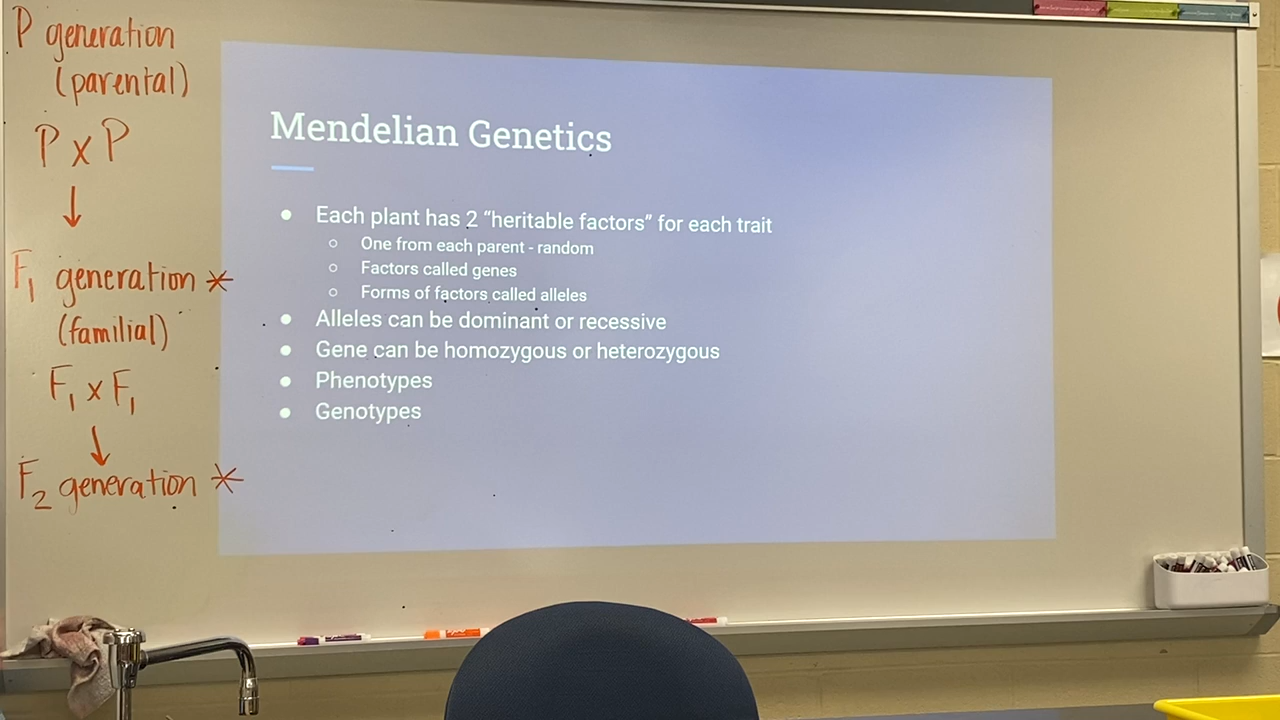 P generation
(parental)
P x P
↓
F₁ generation *
(familial)
F₁ x F₁
↓
F₂ generation *
Mendelian Genetics
● Each plant has 2 “heritable factors” for each trait
○ One from each parent - random
○ Factors called genes
○ Forms of factors called alleles
● Alleles can be dominant or recessive
● Gene can be homozygous or heterozygous
● Phenotypes
● Genotypes